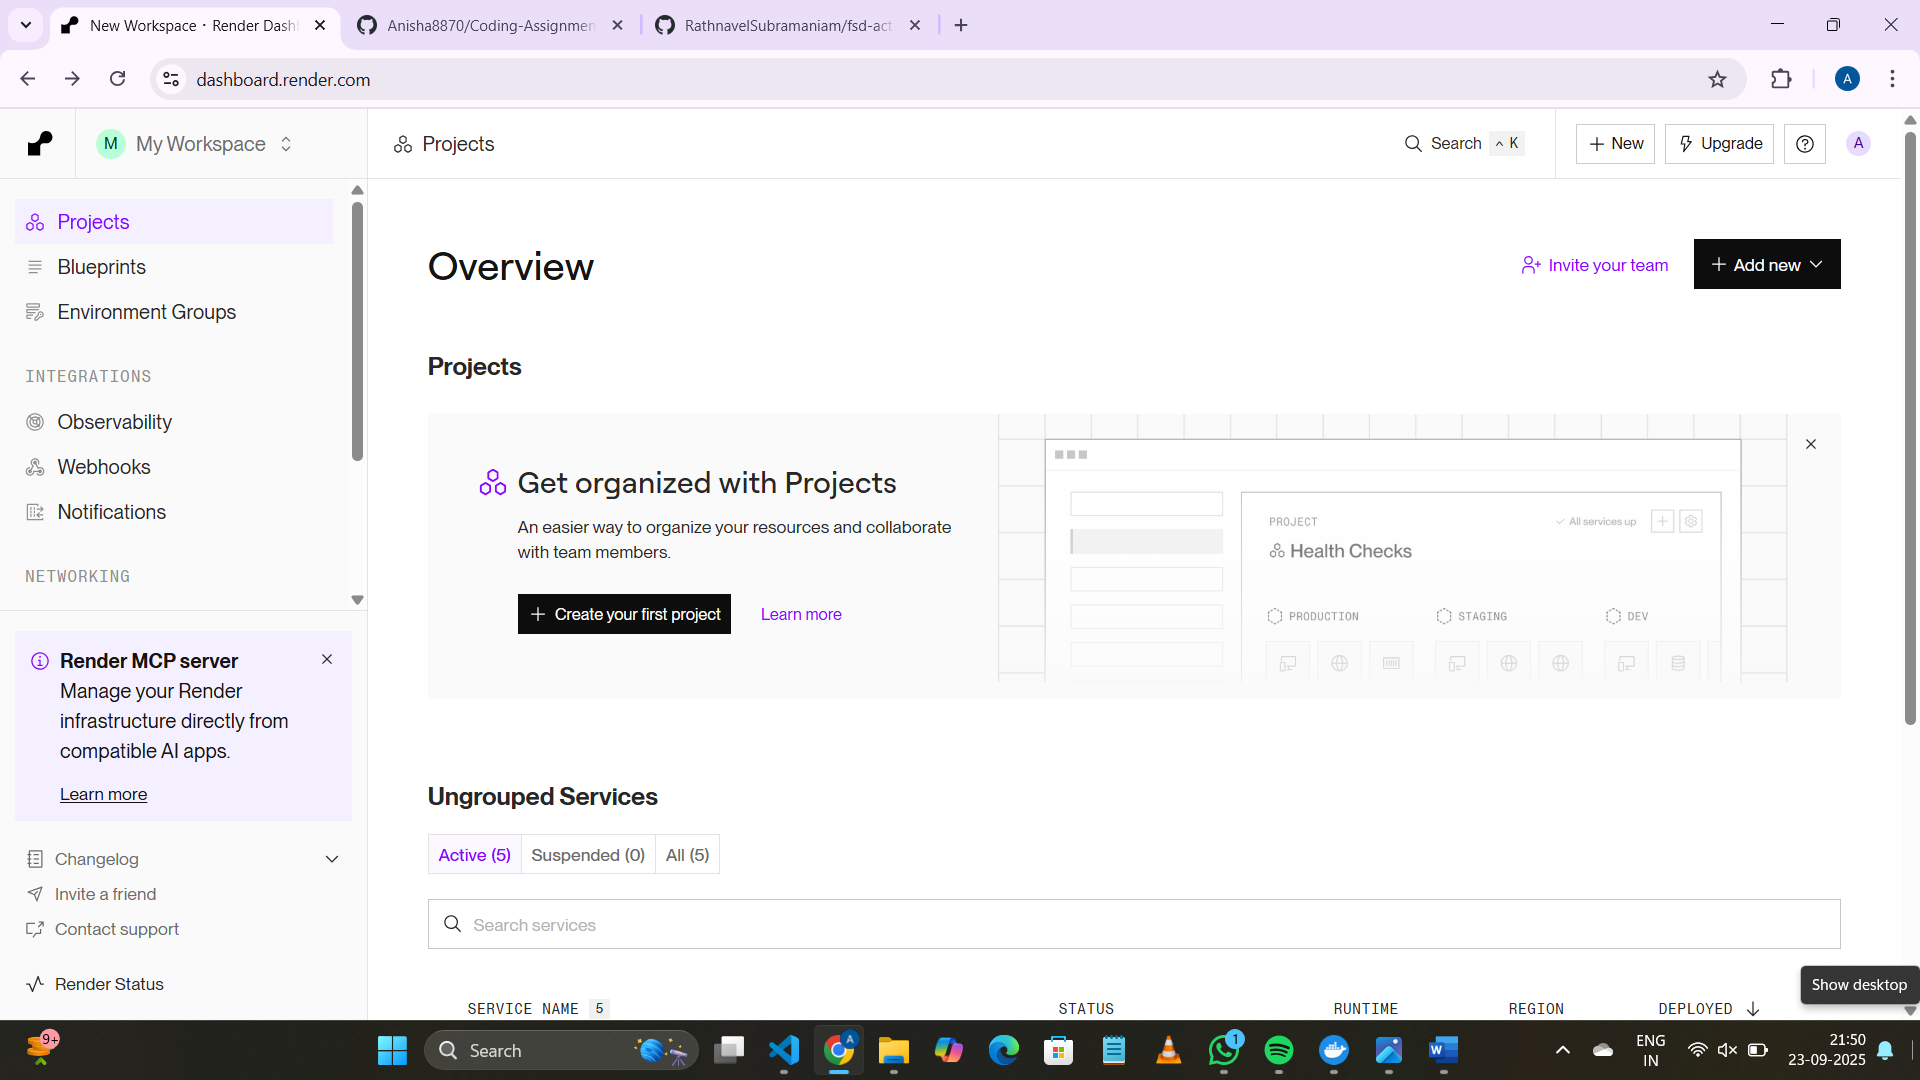 New Workspace · Render Dash
Anisha8870/Coding-Assignmen
RathnavelSubramaniam/fsd-act
dashboard.render.com
A
M My Workspace
Projects
Search ^ K
+ New
Upgrade
A
Projects
Blueprints
Environment Groups
INTEGRATIONS
Observability
Webhooks
Notifications
NETWORKING
Render MCP server
Manage your Render
infrastructure directly from
compatible AI apps.
Learn more
Changelog
Invite a friend
Contact support
Render Status
Overview
Invite your team
+ Add new
Projects
Get organized with Projects
An easier way to organize your resources and collaborate
with team members.
+ Create your first project
Learn more
PROJECT
All services up
Health Checks
PRODUCTION
STAGING
DEV
Ungrouped Services
Active (5)
Suspended (0)
All (5)
Search services
SERVICE NAME 5
STATUS
RUNTIME
REGION
DEPLOYED
Show desktop
9+
Search
A
1
W
ENG
IN
21:50
23-09-2025